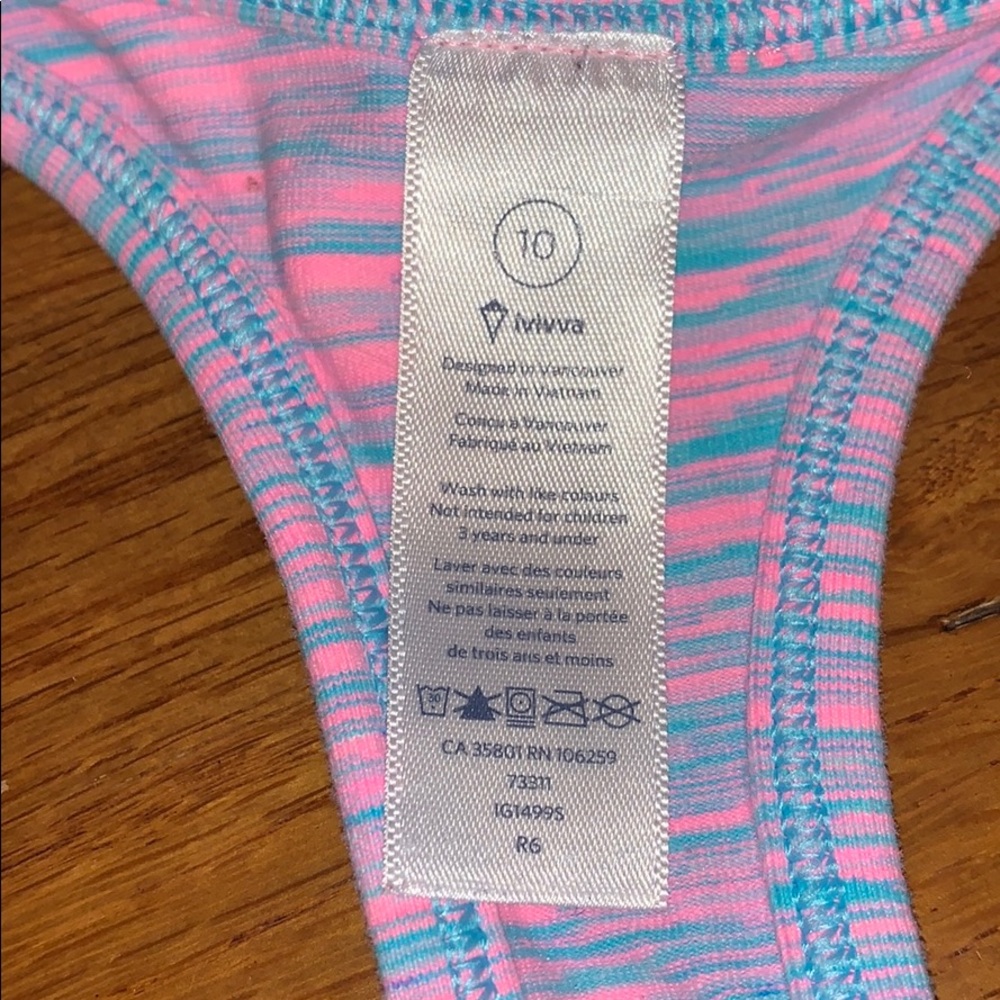 10
ivivva
Designed in Vancouver
Made in Vietnam
Conçu à Vancouver
Fabriqué au Vietnam
Wash with like colours
Not intended for children
3 years and under
Laver avec des couleurs
similaires seulement
Ne pas laisser à la portée
des enfants
de trois ans et moins
30
CA 35801 RN 106259
73311
IG1499S
R6